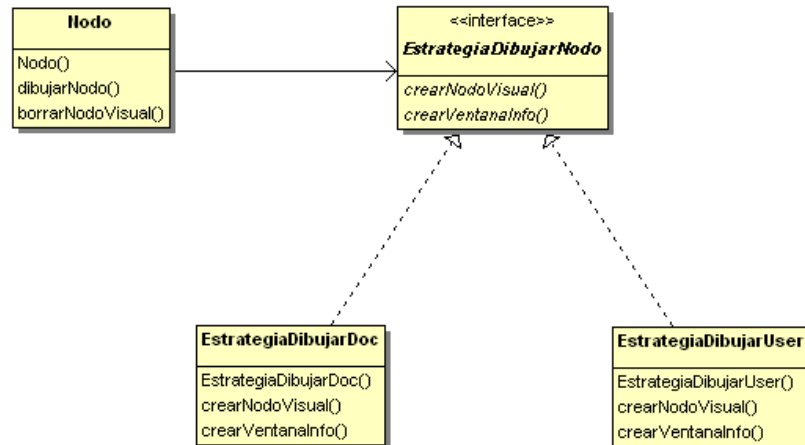 Nodo
Nodo()
dibujarNodo()
borrarNodoVisual()
<<interface>>
EstrategiaDibujarNodo
crearNodoVisual()
crearVentanaInfo()
EstrategiaDibujarDoc
EstrategiaDibujarDoc()
crearNodoVisual()
crearVentanaInfo()
EstrategiaDibujarUser
EstrategiaDibujarUser()
crearNodoVisual()
crearVentanaInfo()